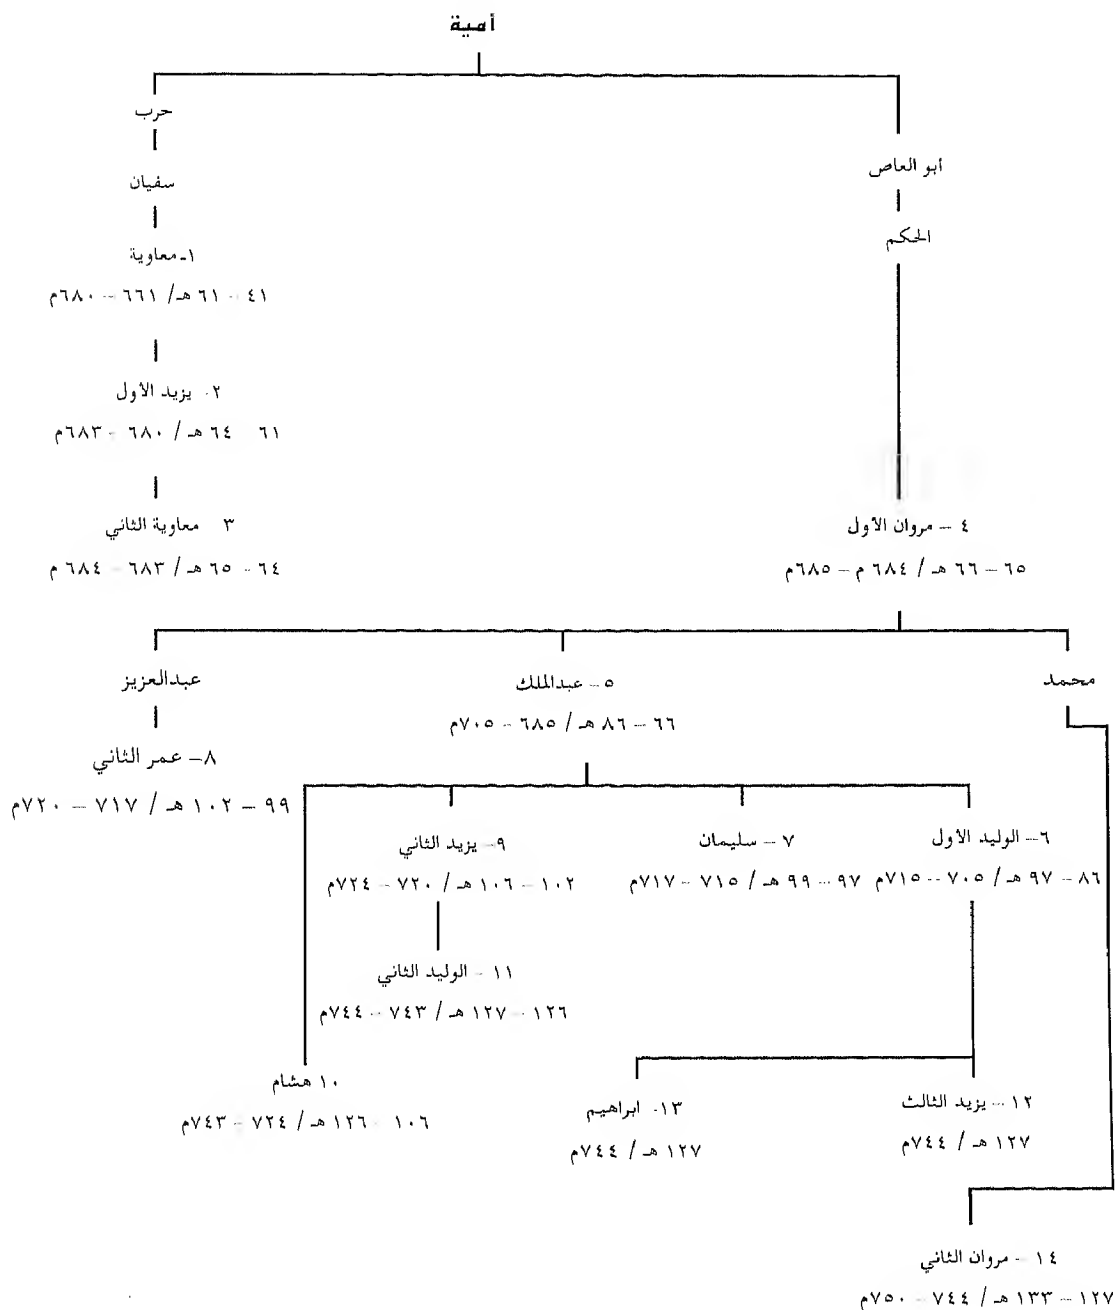 أمية
حرب
أبو العاص
سفيان
الحكم
١ـ معاوية
٤١ - ٦١ هـ / ٦٦١ - ٦٨٠م
٢. يزيد الأول
٦١ ٦٤ هـ / ٦٨٠ - ٦٨٣م
٤ – مروان الأول
٦٥ – ٦٦ هـ / ٦٨٤ م – ٦٨٥م
٣ معاوية الثاني
٦٤ - ٦٥ هـ / ٦٨٣ - ٦٨٤ م
محمد
٥ – عبدالملك
٦٦ – ٨٦ هـ / ٦٨٥ - ٧٠٥م
عبدالعزيز
٨– عمر الثاني
٩٩ – ١٠٢ هـ / ٧١٧ – ٧٢٠م
٦– الوليد الأول
٨٦ – ٩٧ هـ / ٧٠٥ -- ٧١٥م
٧ – سليمان
٩٧ -- ٩٩ هـ / ٧١٥ – ٧١٧م
٩– يزيد الثاني
١٠٢ – ١٠٦ هـ / ٧٢٠ – ٧٢٤م
١١ - الوليد الثاني
١٢٦ – ١٢٧ هـ / ٧٤٣ – ٧٤٤م
١٠ هشام
١٠٦ - ١٢٦ هـ / ٧٢٤ – ٧٤٣م
١٢ -- يزيد الثالث
١٢٧ هـ / ٧٤٤م
١٣- ابراهيم
١٢٧ هـ / ٧٤٤م
١٤ - مروان الثاني
١٢٧ – ١٣٣ هـ / ٧٤٤ – ٧٥٠م